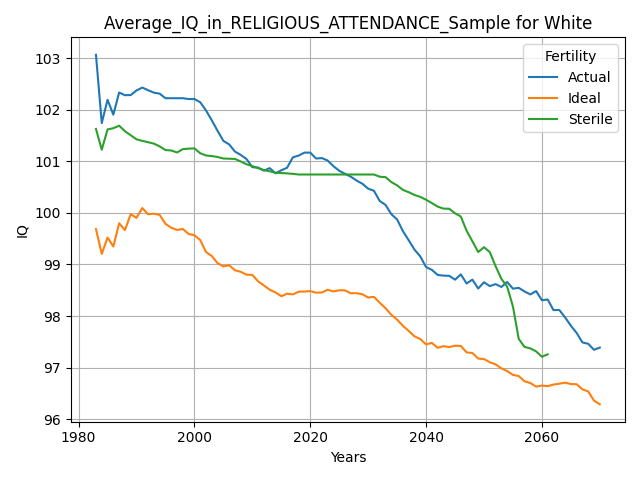 Average_IQ_in_RELIGIOUS_ATTENDANCE_Sample for White
Fertility
Actual
Ideal
Sterile
103
102
101
100
99
98
97
96
IQ
1980
2000
2020
2040
2060
Years